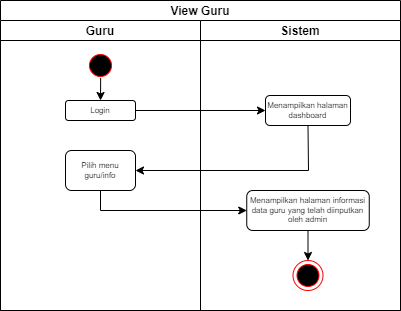 View Guru
Guru
Sistem
Login
Menampilkan halaman
dashboard
Pilih menu
guru/info
Menampilkan halaman informasi
data guru yang telah diinputkan
oleh admin